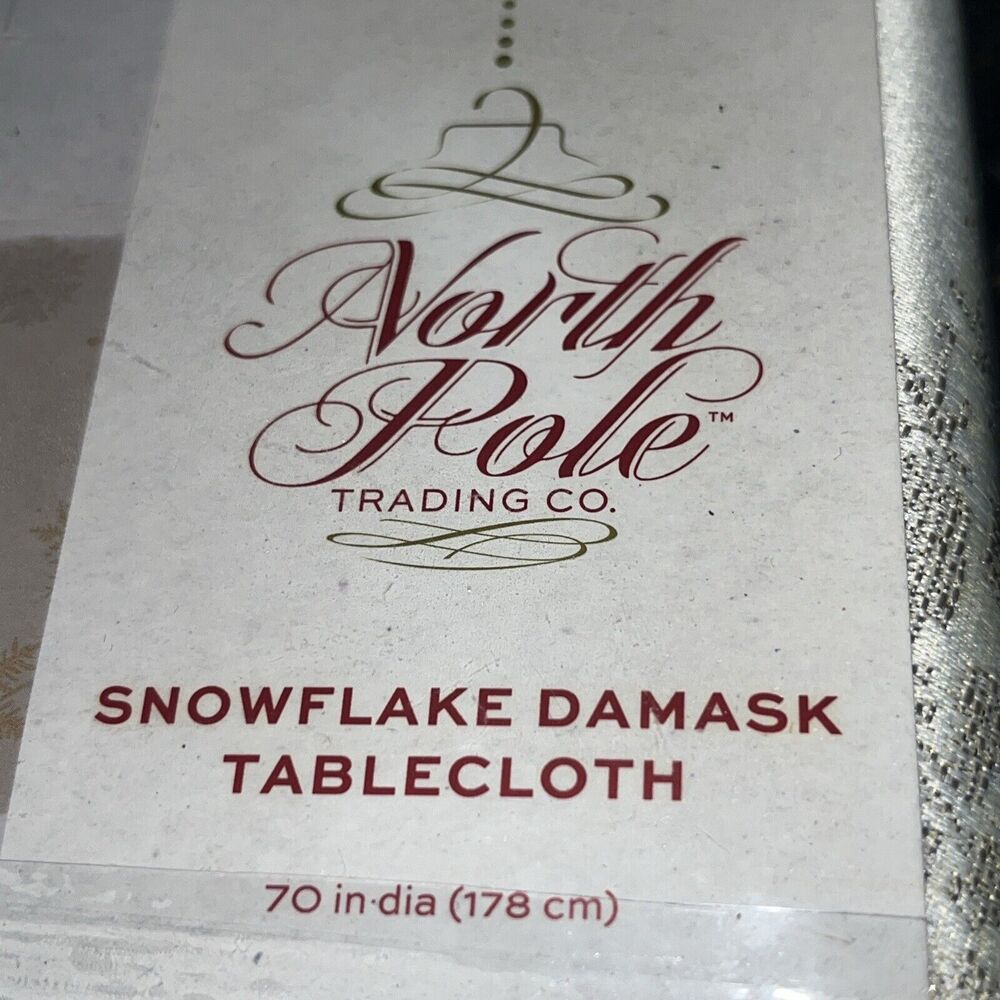 North
Pole™
TRADING CO.
SNOWFLAKE DAMASK
TABLECLOTH
70 in·dia (178 cm)